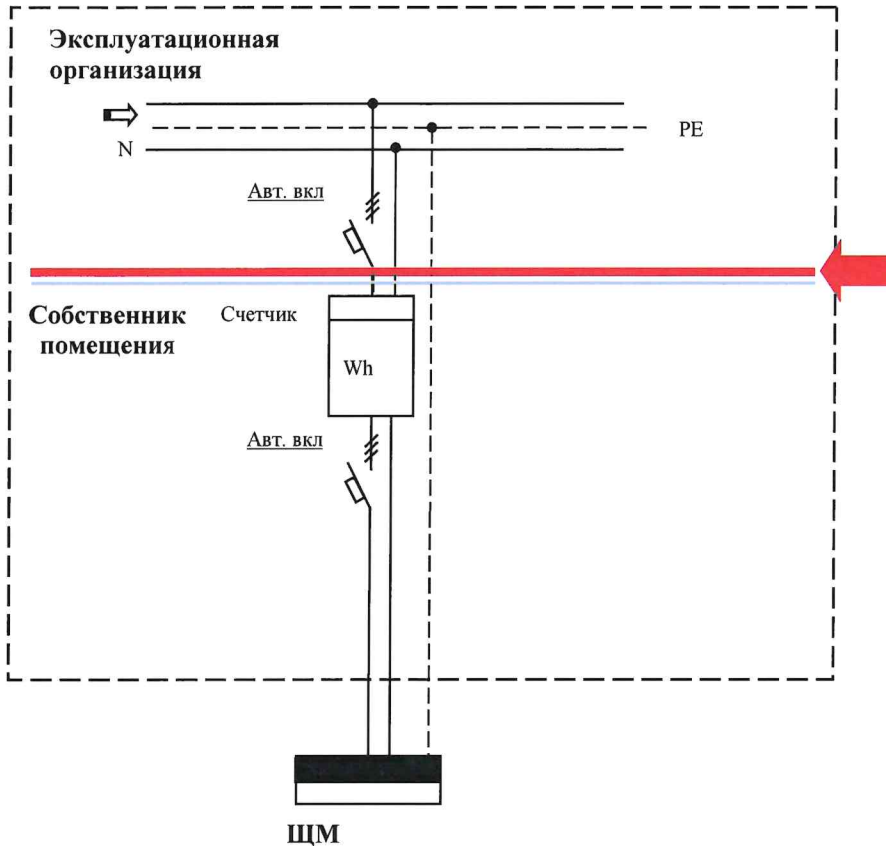 Эксплуатационная
организация
PE
N
Авт. вкл
Собственник
помещения
Счетчик
Wh
Авт. вкл
ЩМ